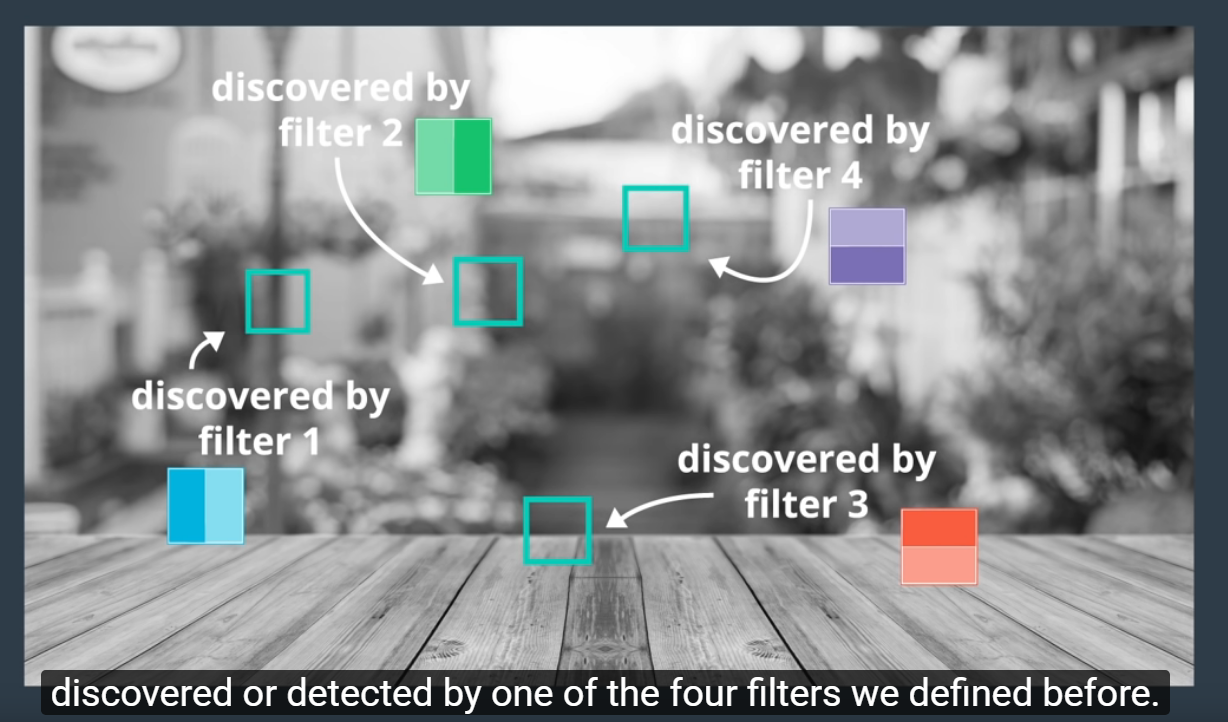 discovered by
filter 2
discovered by
filter 4
discovered by
filter 1
discovered by
filter 3
discovered or detected by one of the four filters we defined before.